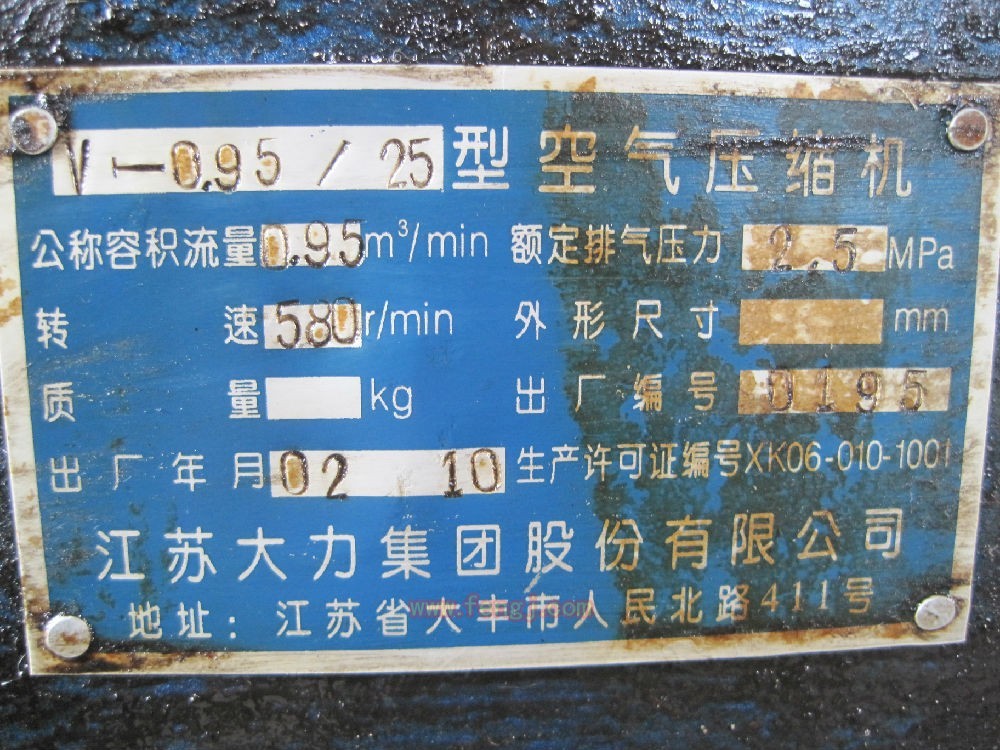 V-0.95/25型空气压缩机
公称容积流量0.95m³/min 额定排气压力2.5MPa
转速580r/min 外形尺寸 mm
质量 kg 出厂编号0195
出厂年月02 10 生产许可证编号XK06-010-1001
江苏大力集团股份有限公司
地址：江苏省大丰市人民北路411号